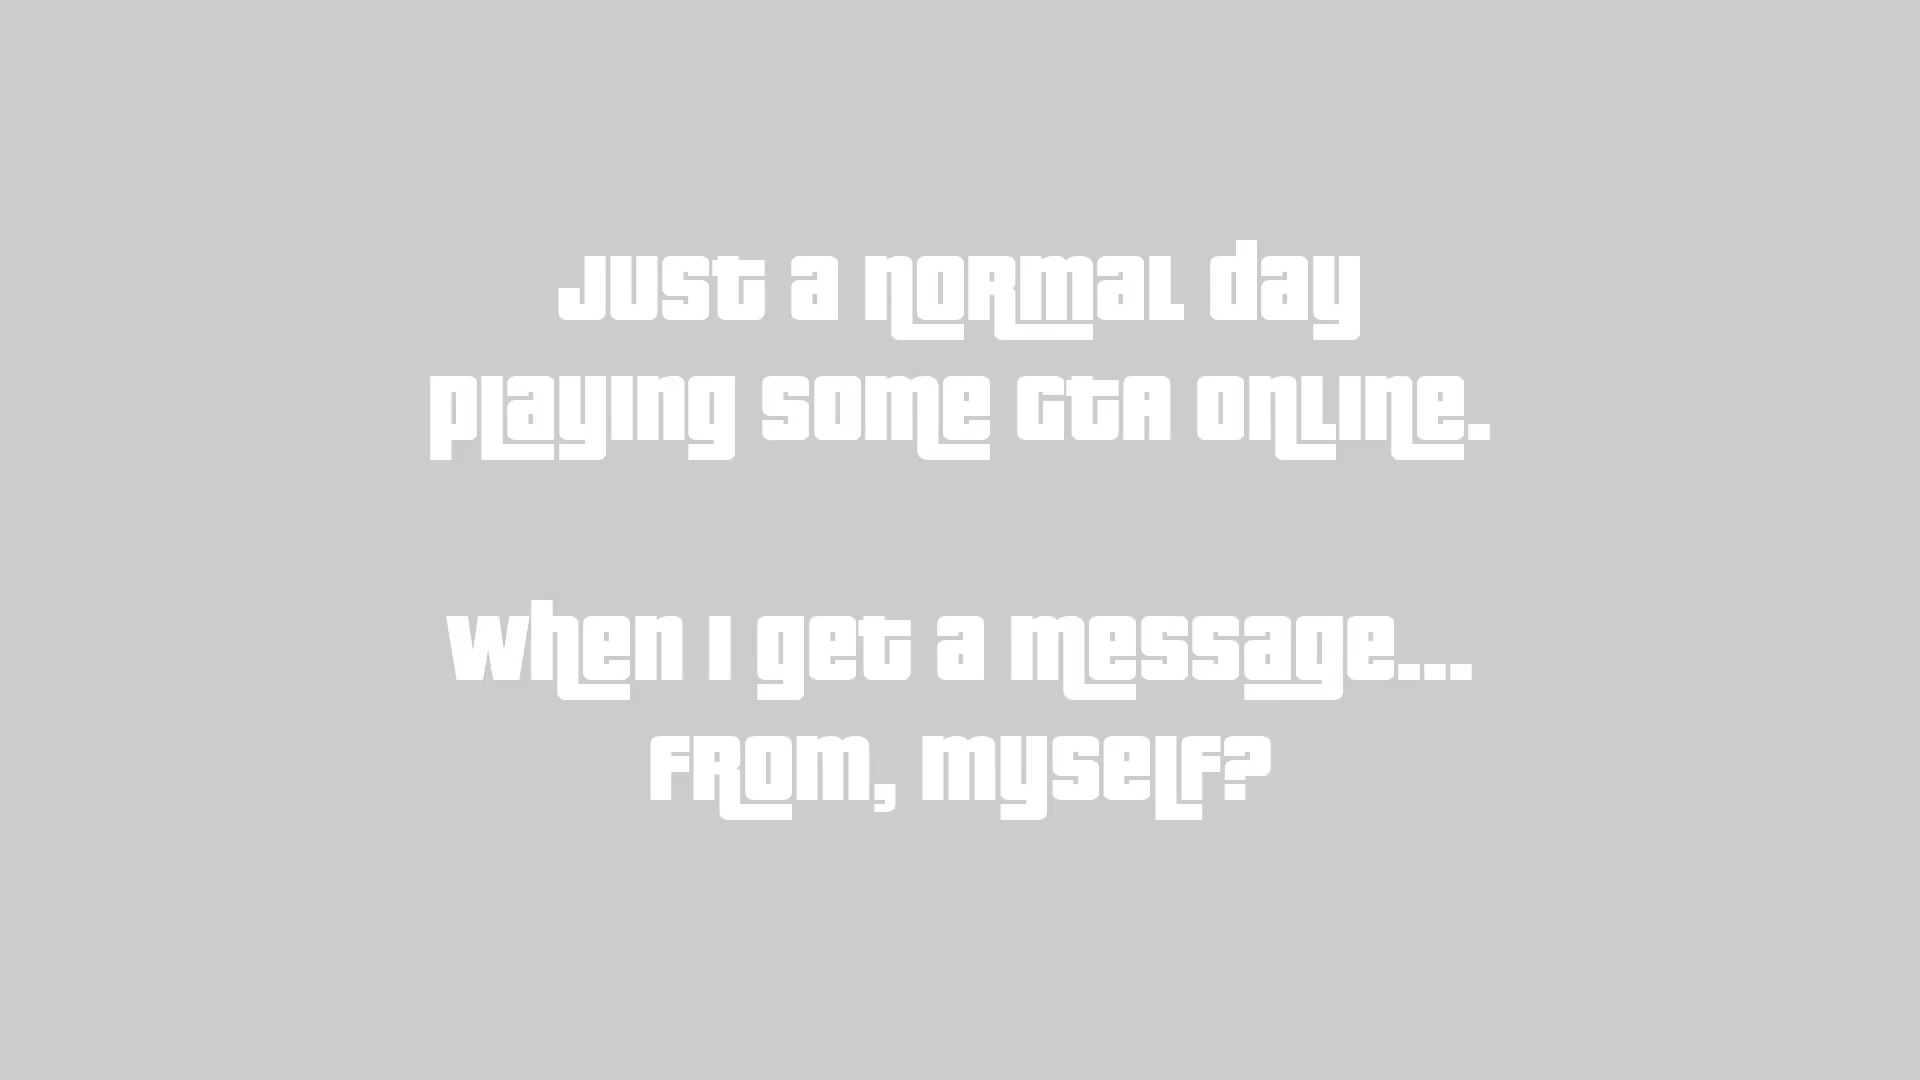 Just a normal day
playing some GTA Online.
When I get a message...
From, myself?